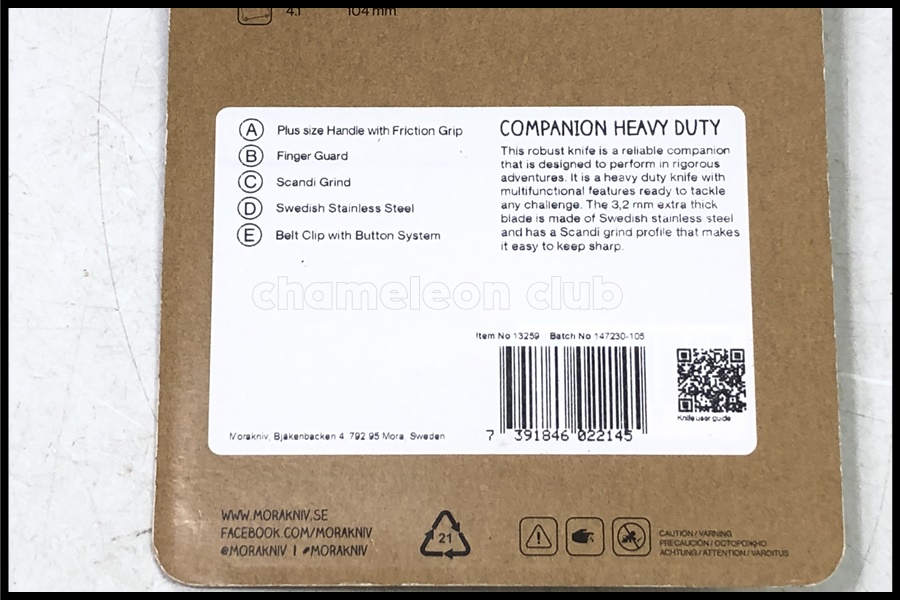 4.1 104 mm
A Plus size Handle with Friction Grip
B Finger Guard
C Scandi Grind
D Swedish Stainless Steel
E Belt Clip with Button System
COMPANION HEAVY DUTY
This robust knife is a reliable companion
that is designed to perform in rigorous
adventures. It is a heavy duty knife with
multifunctional features ready to tackle
any challenge. The 3,2 mm extra thick
blade is made of Swedish stainless steel
and has a Scandi grind profile that makes
it easy to keep sharp.
chameleon club
Item No 13259 Batch No 147230-105
7 391846 022145
Knife user guide
Morakniv, Bjäkenbacken 4, 792 95 Mora, Sweden
WWW.MORAKNIV.SE
FACEBOOK.COM/MORAKNIV
@MORAKNIV | #MORAKNIV
21
CAUTION / VARNING
PRECAUCIÓN / ОСТОРОЖНО
ACHTUNG / ATTENTION / VAROITUS